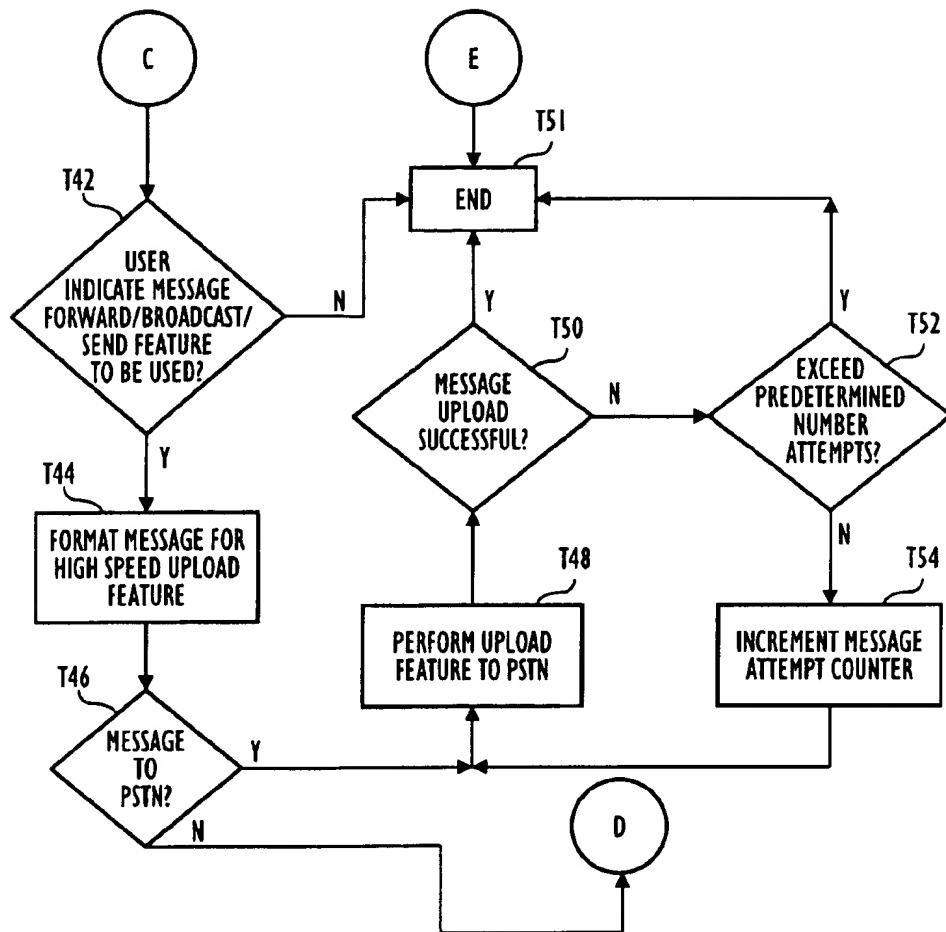 C
E
T51
END
T42
USER
INDICATE MESSAGE
FORWARD/BROADCAST/
SEND FEATURE
TO BE USED?
N
Y
T44
FORMAT MESSAGE FOR
HIGH SPEED UPLOAD
FEATURE
T46
MESSAGE
TO
PSTN?
Y
N
T48
PERFORM UPLOAD
FEATURE TO PSTN
T50
MESSAGE
UPLOAD
SUCCESSFUL?
Y
N
T52
EXCEED
PREDETERMINED
NUMBER
ATTEMPTS?
Y
N
T54
INCREMENT MESSAGE
ATTEMPT COUNTER
D